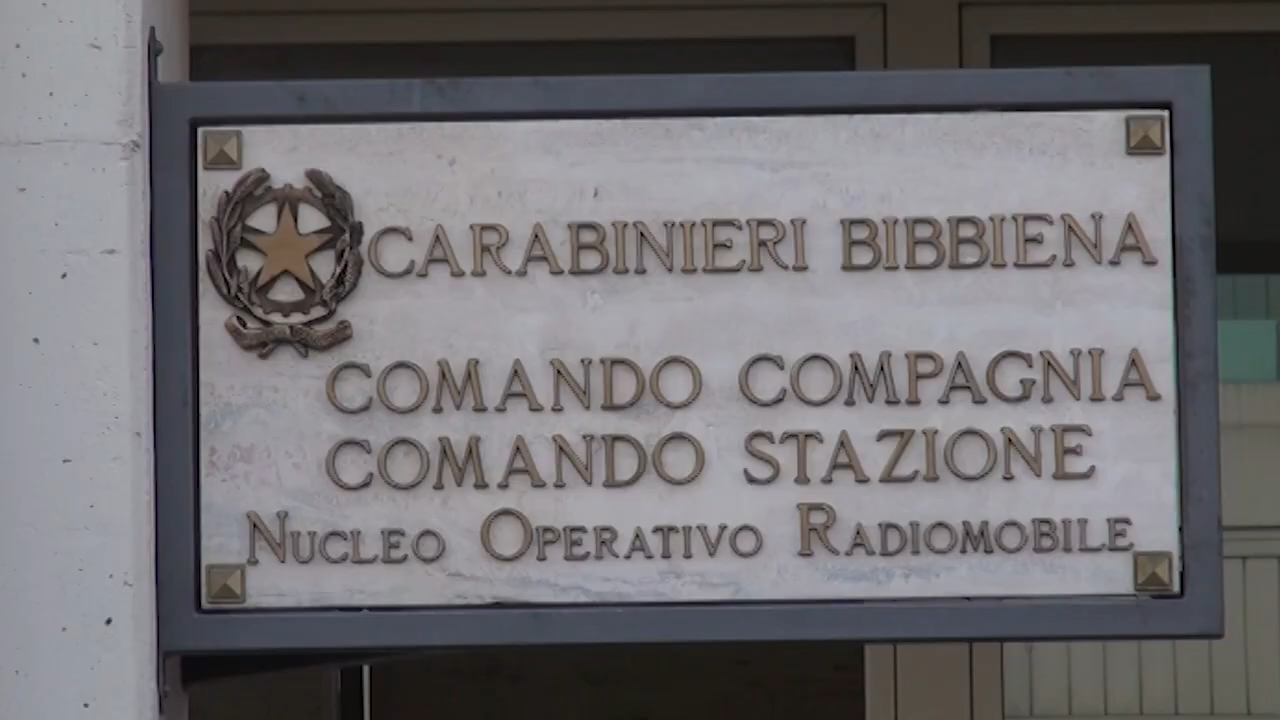 CARABINIERI BIBBIENA
COMANDO COMPAGNIA
COMANDO STAZIONE
NUCLEO OPERATIVO RADIOMOBILE